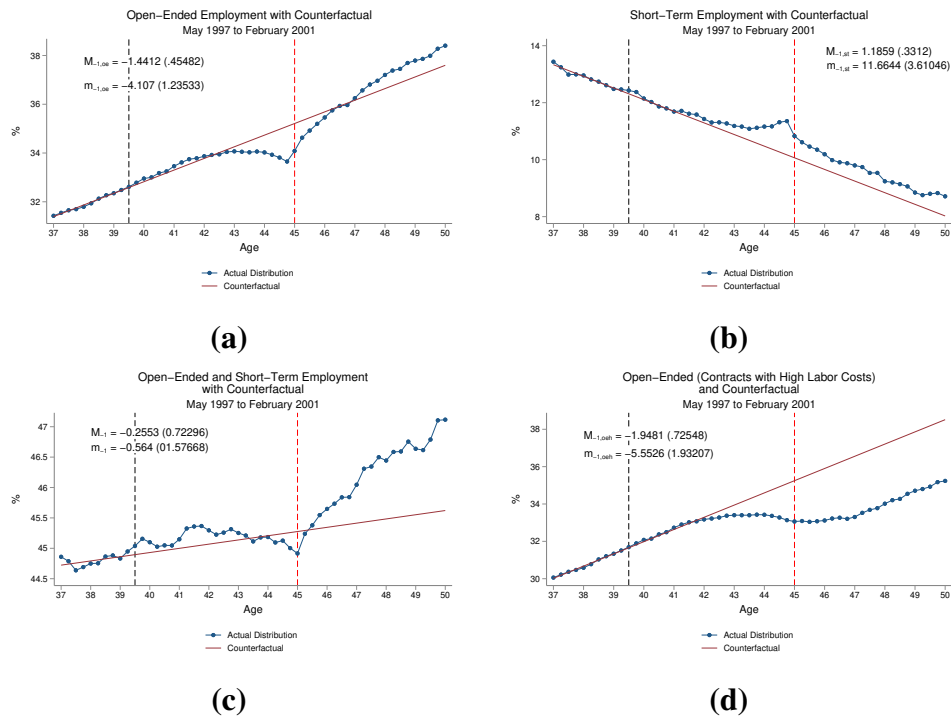 Open−Ended Employment with Counterfactual
May 1997 to February 2001
M−1,oe = −1.4412 (.45482)
m−1,oe = −4.107 (1.23533)
38
36
34
32
%
37 38 39 40 41 42 43 44 45 46 47 48 49 50
Age
Actual Distribution
Counterfactual
(a)
Short−Term Employment with Counterfactual
May 1997 to February 2001
M−1,st = 1.1859 (.3312)
m−1,st = 11.6644 (3.61046)
14
12
10
8
%
37 38 39 40 41 42 43 44 45 46 47 48 49 50
Age
Actual Distribution
Counterfactual
(b)
Open−Ended and Short−Term Employment
with Counterfactual
May 1997 to February 2001
M−1 = −0.2553 (0.72296)
m−1 = −0.564 (01.57668)
47
46.5
46
45.5
45
44.5
%
37 38 39 40 41 42 43 44 45 46 47 48 49 50
Age
Actual Distribution
Counterfactual
(c)
Open−Ended (Contracts with High Labor Costs)
and Counterfactual
May 1997 to February 2001
M−1,oeh = −1.9481 (.72548)
m−1,oeh = −5.5526 (1.93207)
38
36
34
32
30
%
37 38 39 40 41 42 43 44 45 46 47 48 49 50
Age
Actual Distribution
Counterfactual
(d)